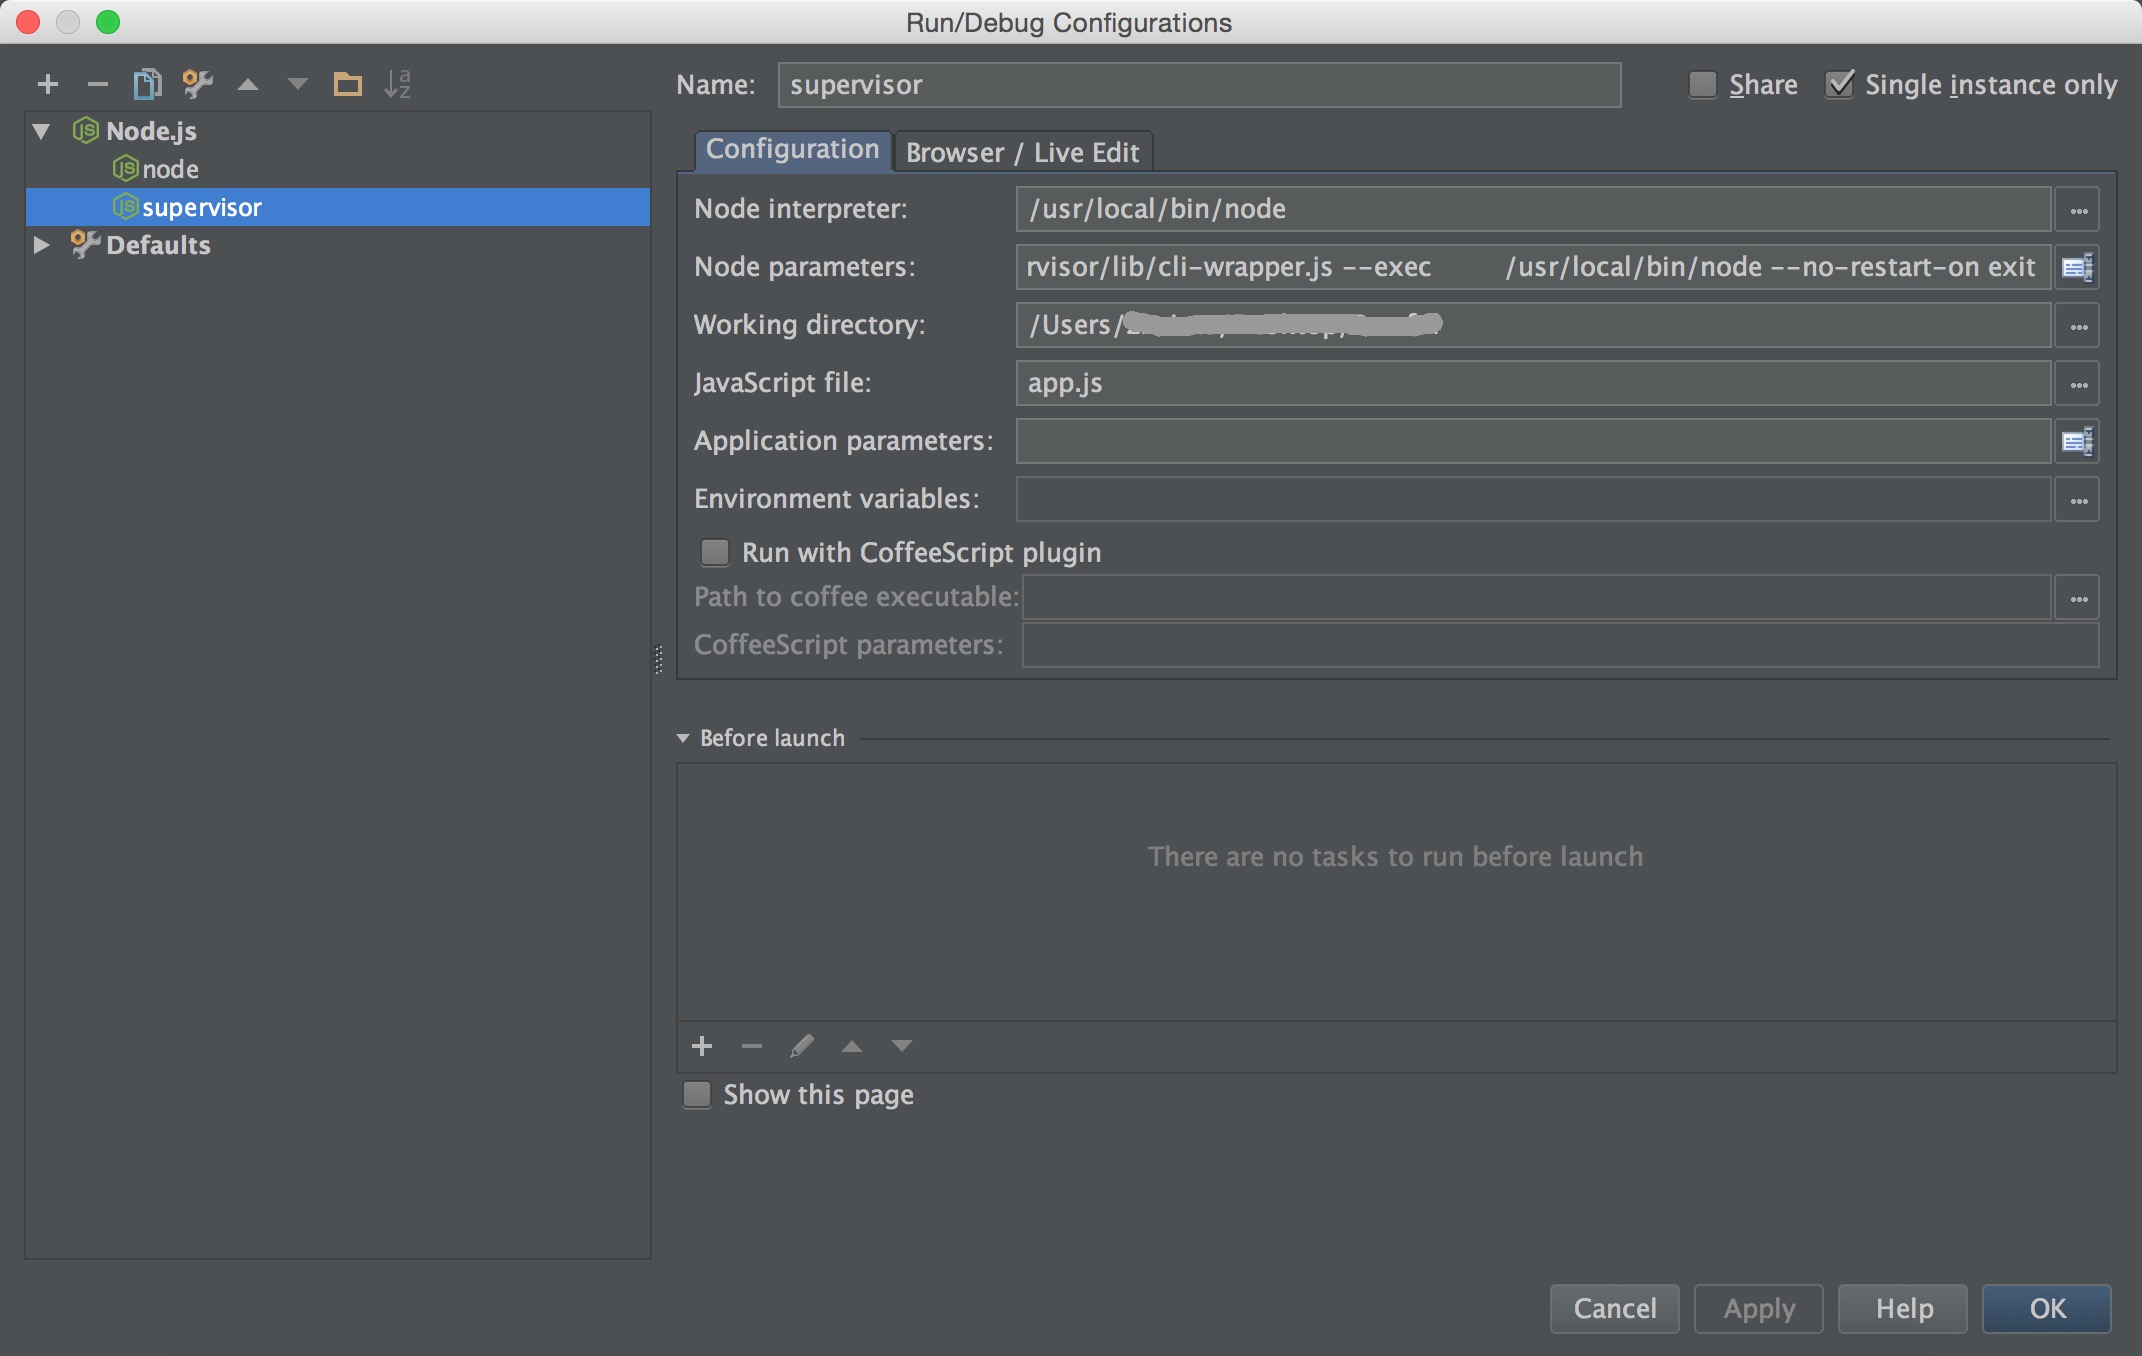 Run/Debug Configurations
Name: supervisor Share Single instance only
Node.js
node
supervisor
Defaults
Configuration Browser / Live Edit
Node interpreter: /usr/local/bin/node
Node parameters: rvisor/lib/cli-wrapper.js --exec /usr/local/bin/node --no-restart-on exit
Working directory: /Users/
JavaScript file: app.js
Application parameters:
Environment variables:
Run with CoffeeScript plugin
Path to coffee executable:
CoffeeScript parameters:
Before launch
There are no tasks to run before launch
Show this page
Cancel Apply Help OK